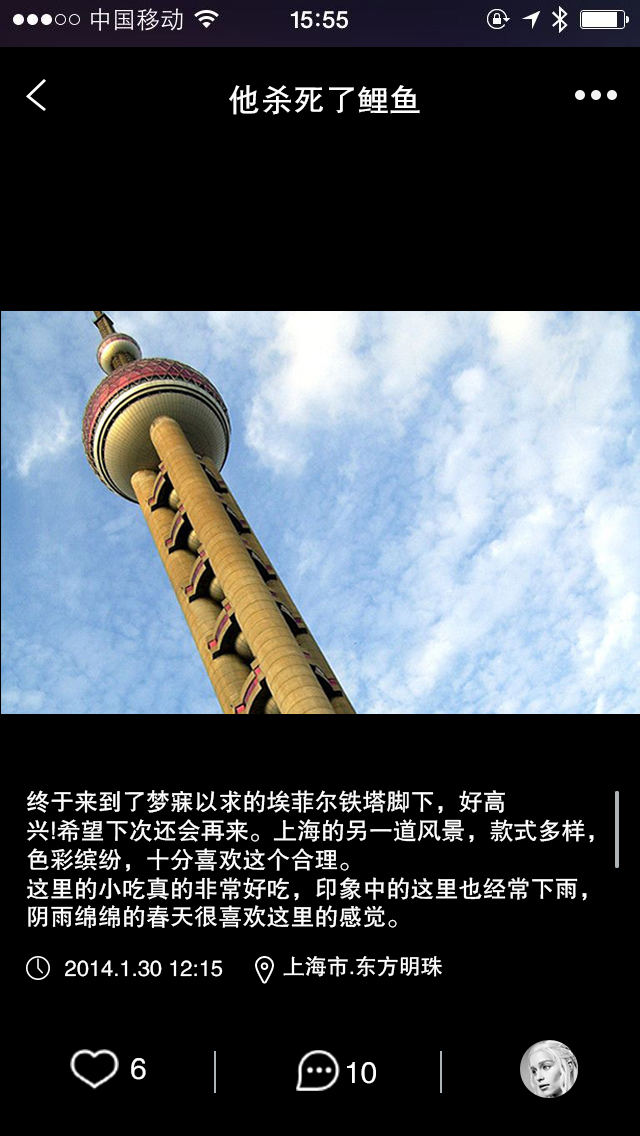 中国移动
15:55
他杀死了鲤鱼
终于来到了梦寐以求的埃菲尔铁塔脚下，好高
兴!希望下次还会再来。上海的另一道风景，款式多样，
色彩缤纷，十分喜欢这个合理。
这里的小吃真的非常好吃，印象中的这里也经常下雨，
阴雨绵绵的春天很喜欢这里的感觉。
2014.1.30 12:15 上海市.东方明珠
6 10